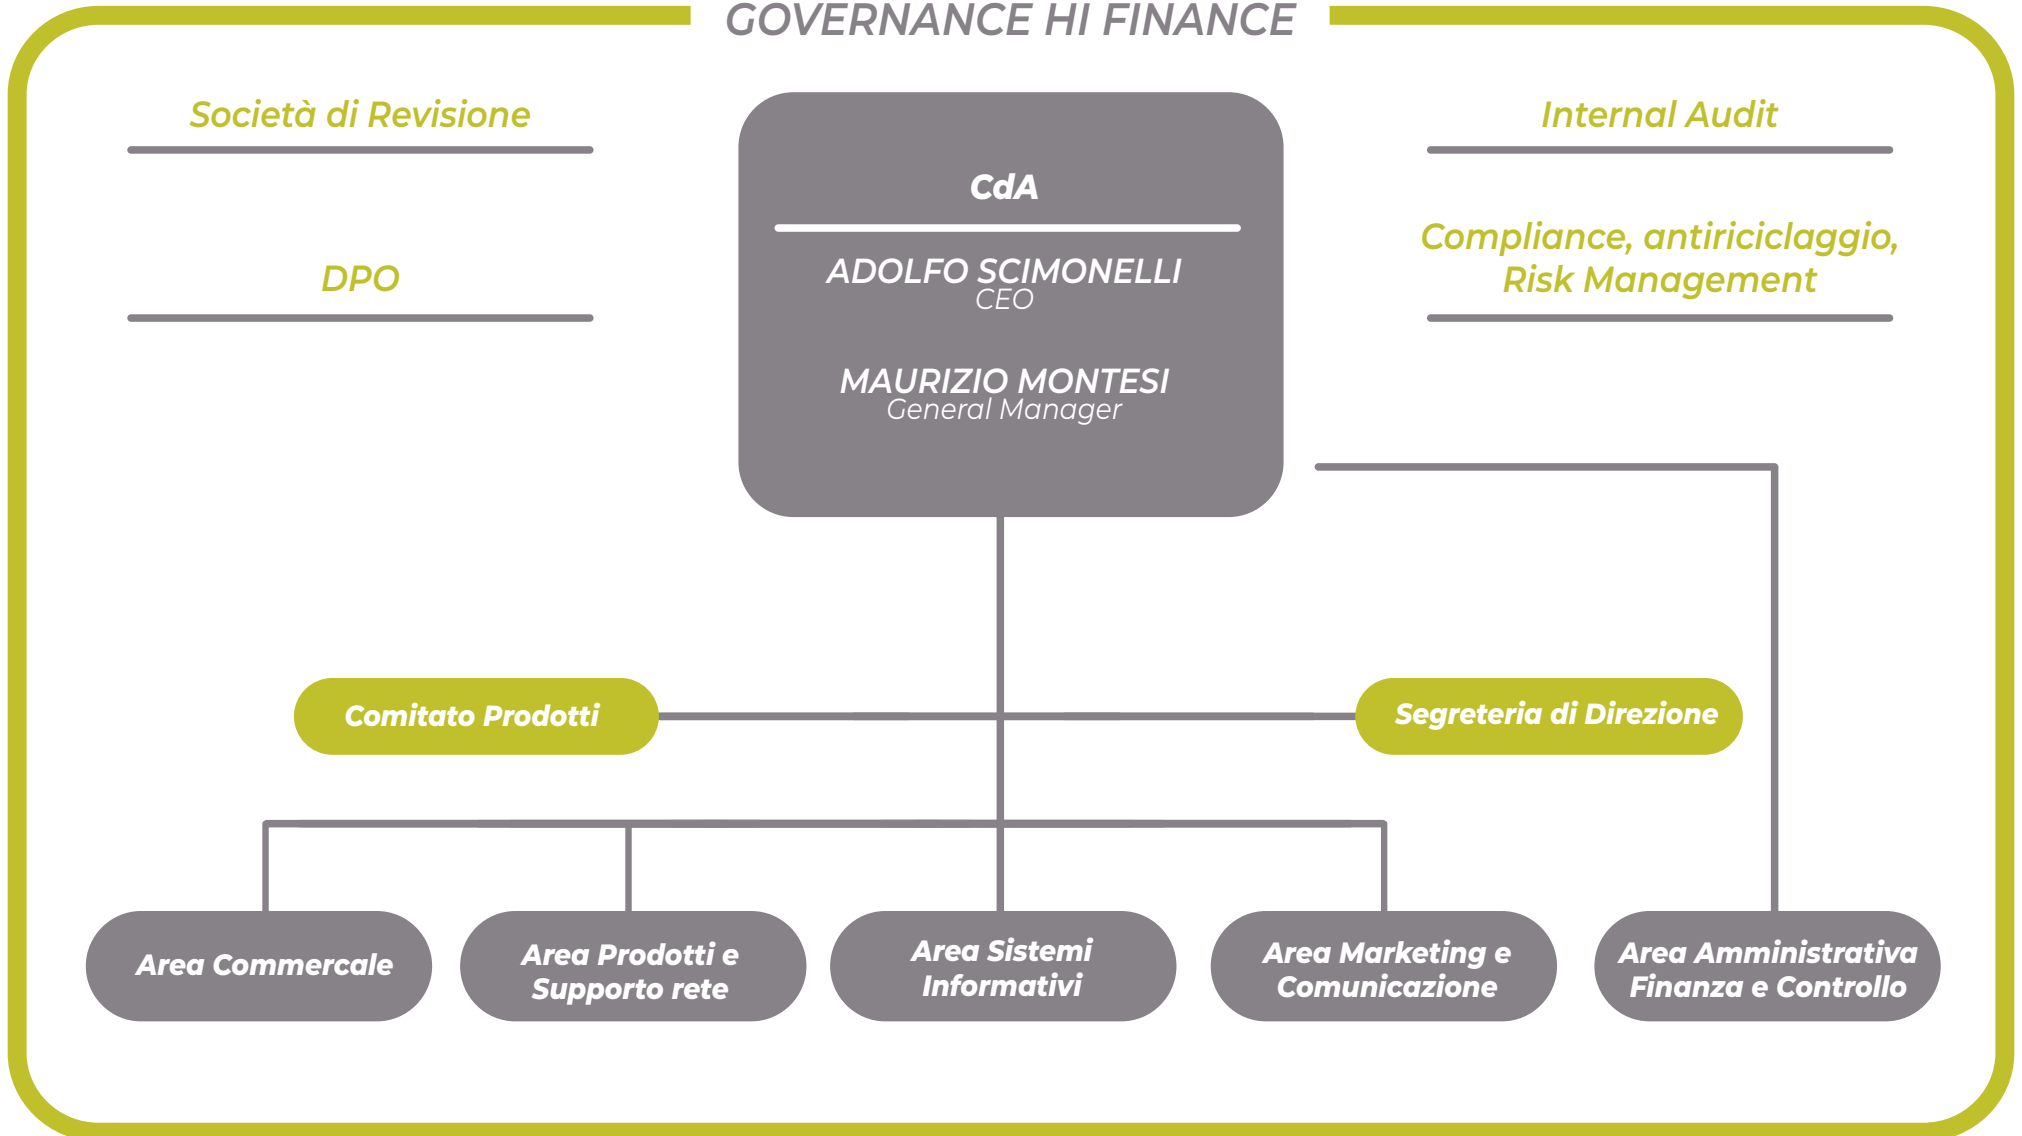 GOVERNANCE HI FINANCE
Società di Revisione
DPO
CdA
ADOLFO SCIMONELLI
CEO
MAURIZIO MONTESI
General Manager
Internal Audit
Compliance, antiriciclaggio,
Risk Management
Comitato Prodotti
Segreteria di Direzione
Area Commercale
Area Prodotti e
Supporto rete
Area Sistemi
Informativi
Area Marketing e
Comunicazione
Area Amministrativa
Finanza e Controllo